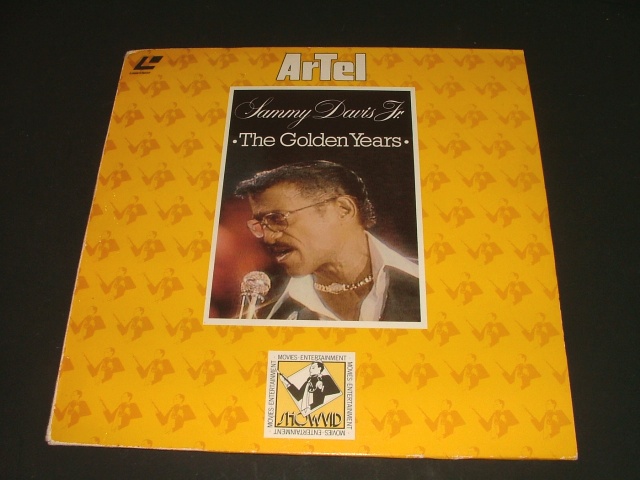 ArTel
Sammy Davis Jr.
•The Golden Years•
MOVIES-ENTERTAINMENT
MOVIES-ENTERTAINMENT
MOVIES-ENTERTAINMENT
SHOWVID
MOVIES-ENTERTAINMENT